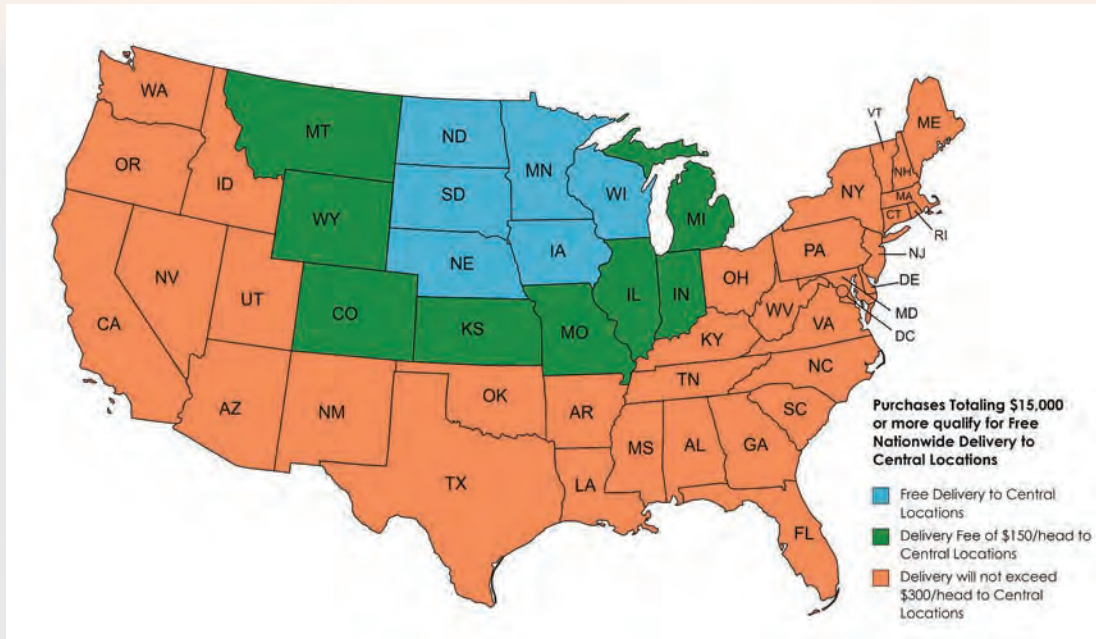 WA
MT
ND
MN
VT
ME
OR
ID
WY
SD
WI
MI
NY
NH
MA
CT
RI
NV
UT
CO
NE
IA
IL
IN
OH
PA
NJ
DE
MD
DC
CA
KS
MO
KY
WV
VA
AZ
NM
OK
AR
TN
NC
SC
TX
LA
MS
AL
GA
FL
Purchases Totaling $15,000
or more qualify for Free
Nationwide Delivery to
Central Locations
Free Delivery to Central
Locations
Delivery Fee of $150/head to
Central Locations
Delivery will not exceed
$300/head to Central
Locations